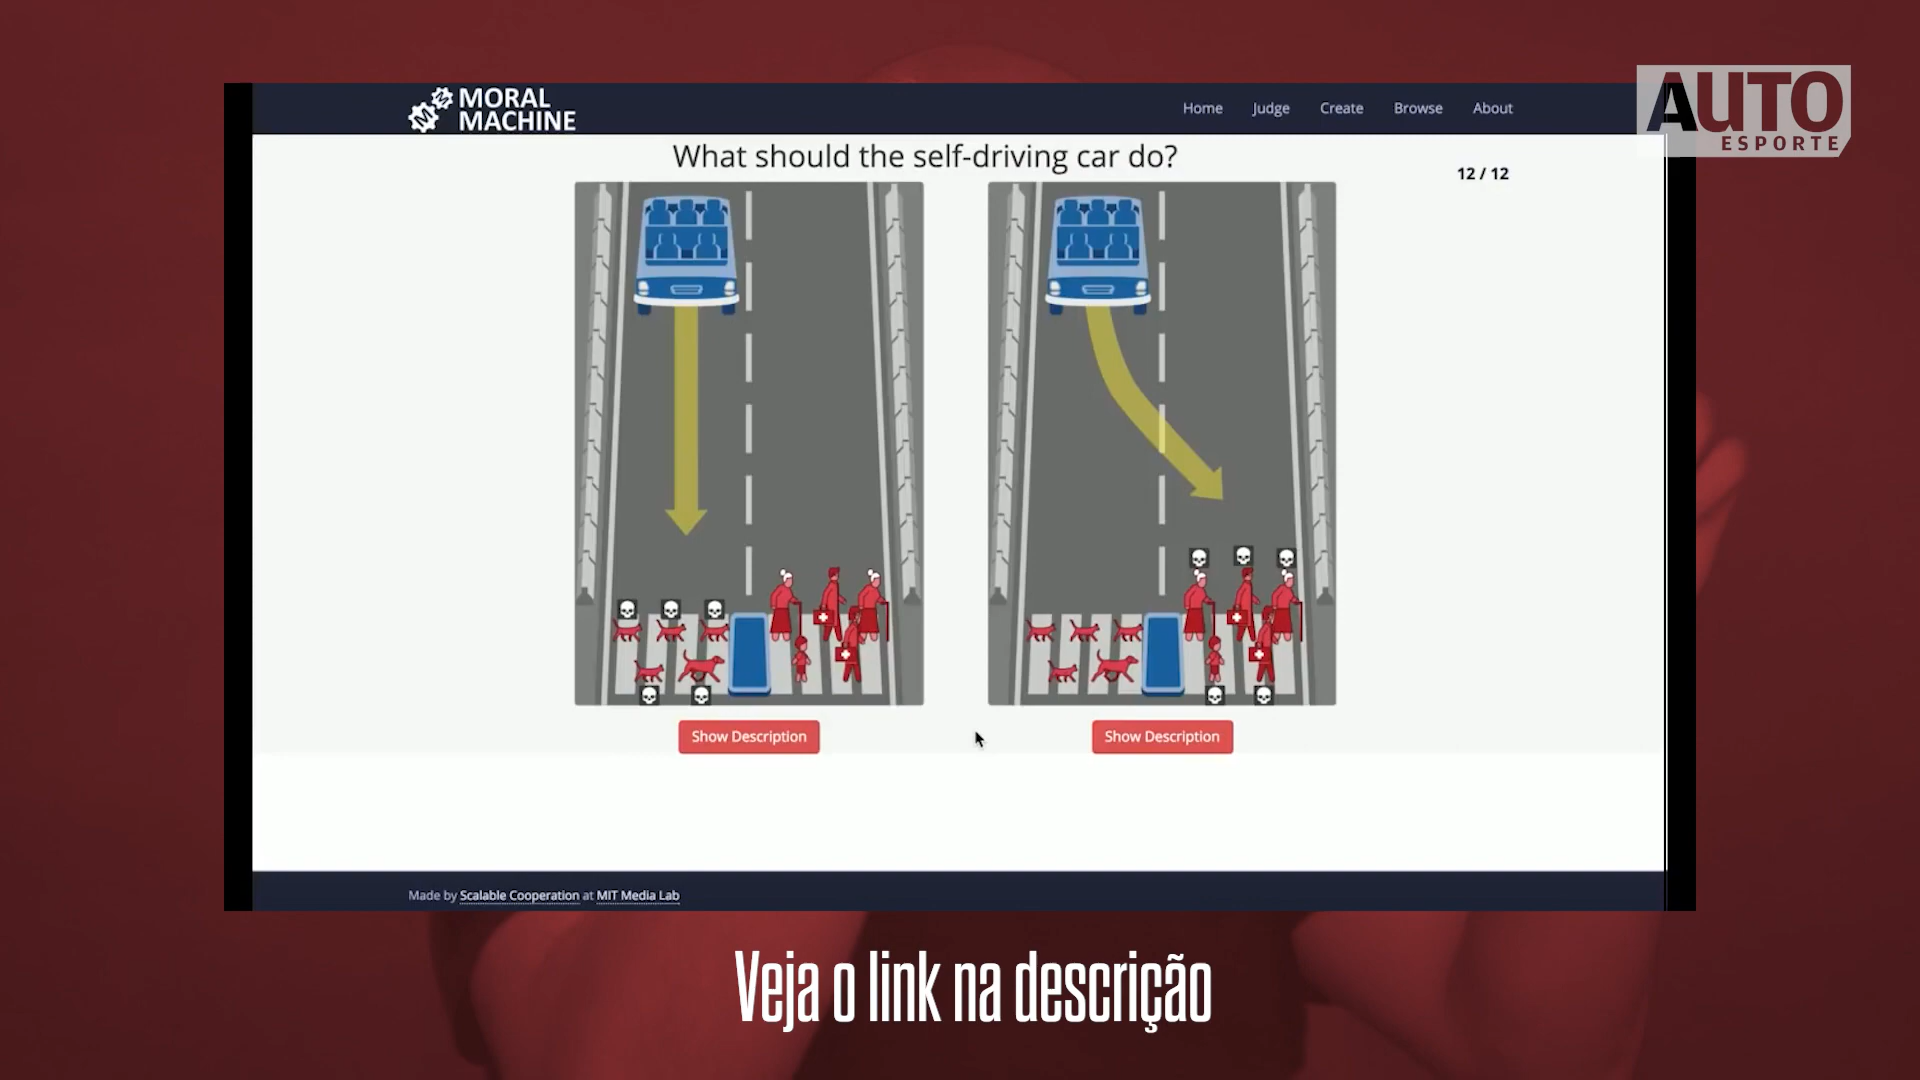 AUTO
ESPORTE
MORAL
MACHINE
Home Judge Create Browse About
What should the self-driving car do?
12 / 12
Show Description Show Description
Made by Scalable Cooperation at MIT Media Lab
Veja o link na descrição